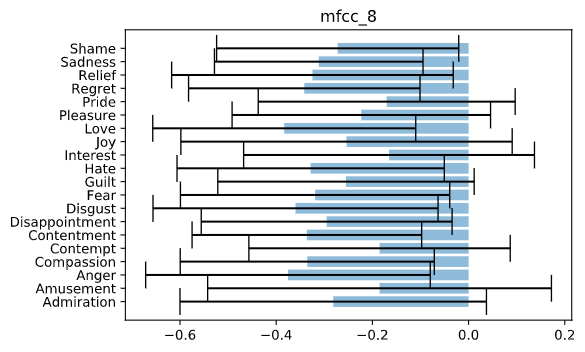 mfcc_8
Shame
Sadness
Relief
Regret
Pride
Pleasure
Love
Joy
Interest
Hate
Guilt
Fear
Disgust
Disappointment
Contentment
Contempt
Compassion
Anger
Amusement
Admiration
−0.6 −0.4 −0.2 0.0 0.2